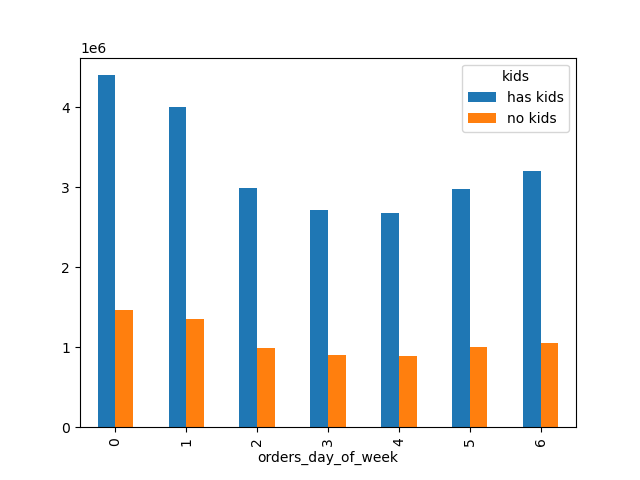 1e6
kids
has kids
no kids
4
3
2
1
0
0 1 2 3 4 5 6
orders_day_of_week